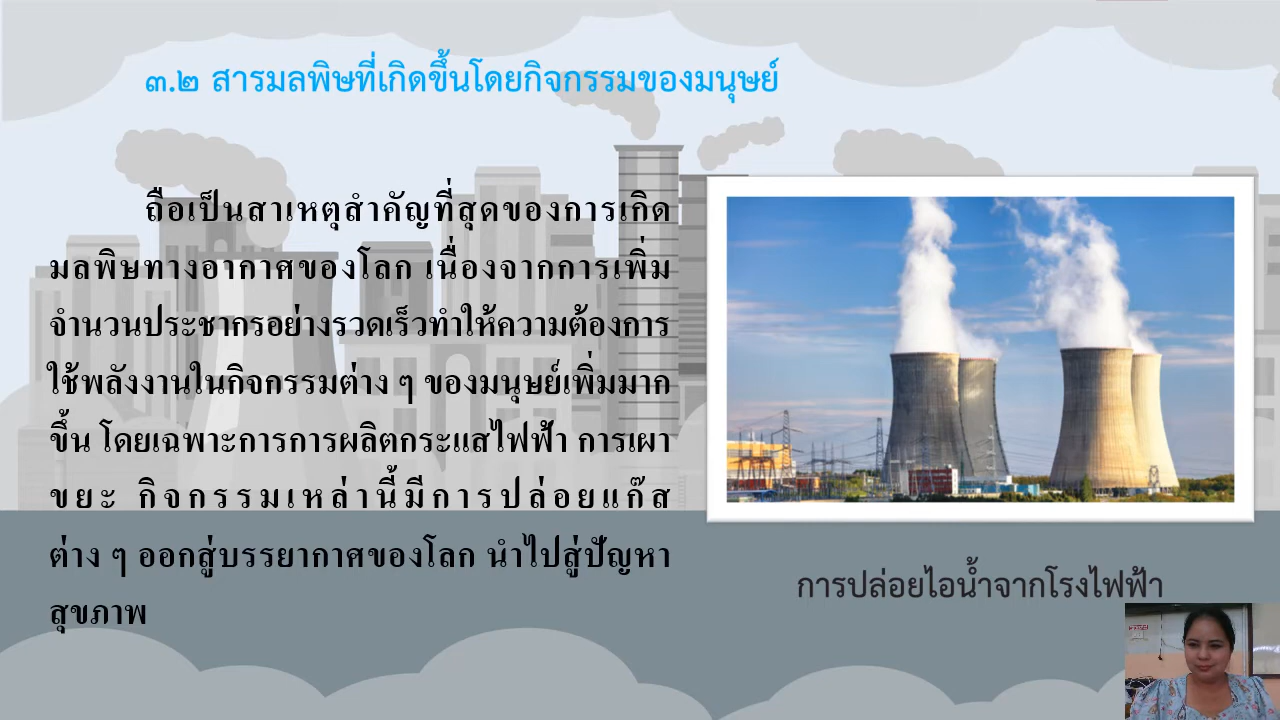 ๓.๒ สารมลพิษที่เกิดขึ้นโดยกิจกรรมของมนุษย์
ถือเป็นสาเหตุสำคัญที่สุดของการเกิด
มลพิษทางอากาศของโลก เนื่องจากการเพิ่ม
จำนวนประชากรอย่างรวดเร็วทำให้ความต้องการ
ใช้พลังงานในกิจกรรมต่าง ๆ ของมนุษย์เพิ่มมาก
ขึ้น โดยเฉพาะการการผลิตกระแสไฟฟ้า การเผา
ขยะ กิจกรรมเหล่านี้มีการปล่อยแก๊ส
ต่าง ๆ ออกสู่บรรยากาศของโลก นำไปสู่ปัญหา
สุขภาพ
การปล่อยไอน้ำจากโรงไฟฟ้า